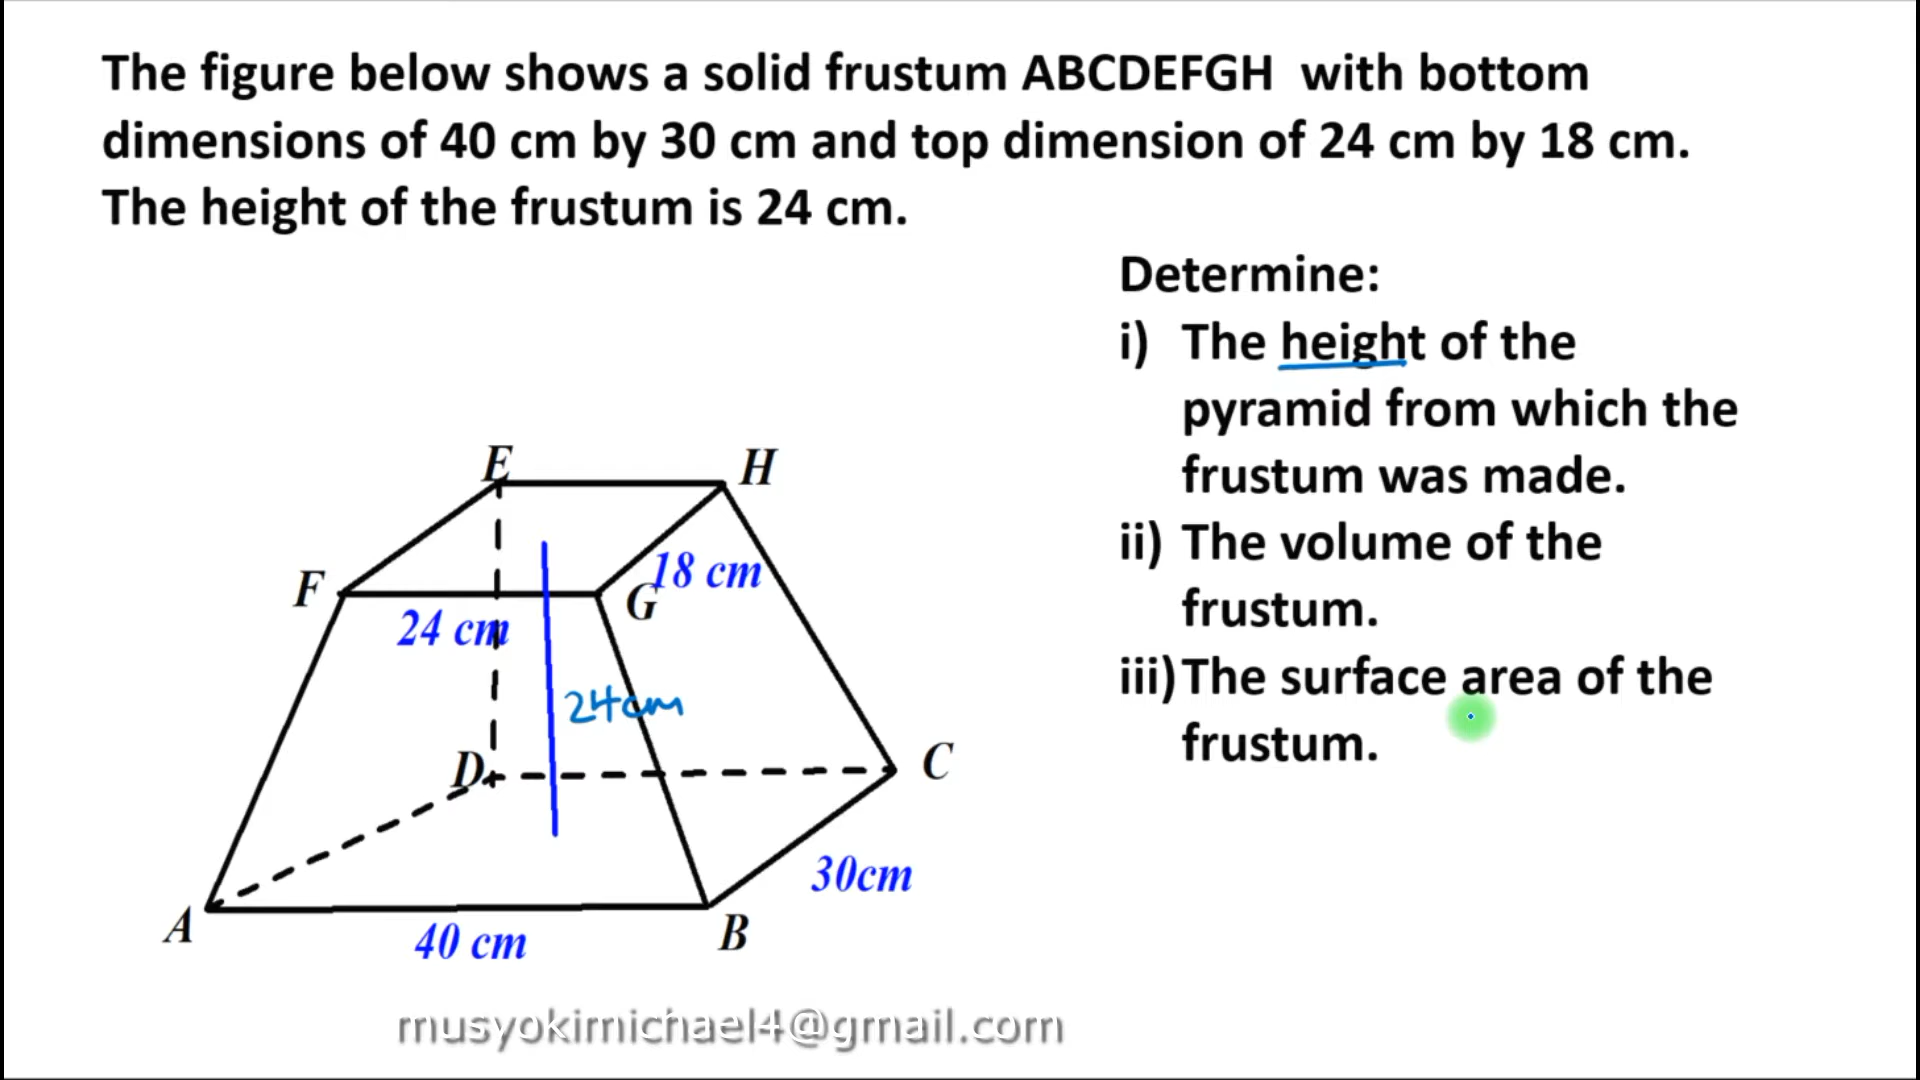 The figure below shows a solid frustum ABCDEFGH with bottom
dimensions of 40 cm by 30 cm and top dimension of 24 cm by 18 cm.
The height of the frustum is 24 cm.
Determine:
i) The height of the
pyramid from which the
frustum was made.
ii) The volume of the
frustum.
iii) The surface area of the
frustum.
E
H
F
18 cm
G
24 cm
24cm
D
C
30cm
A
B
40 cm
musyokimichael4@gmail.com